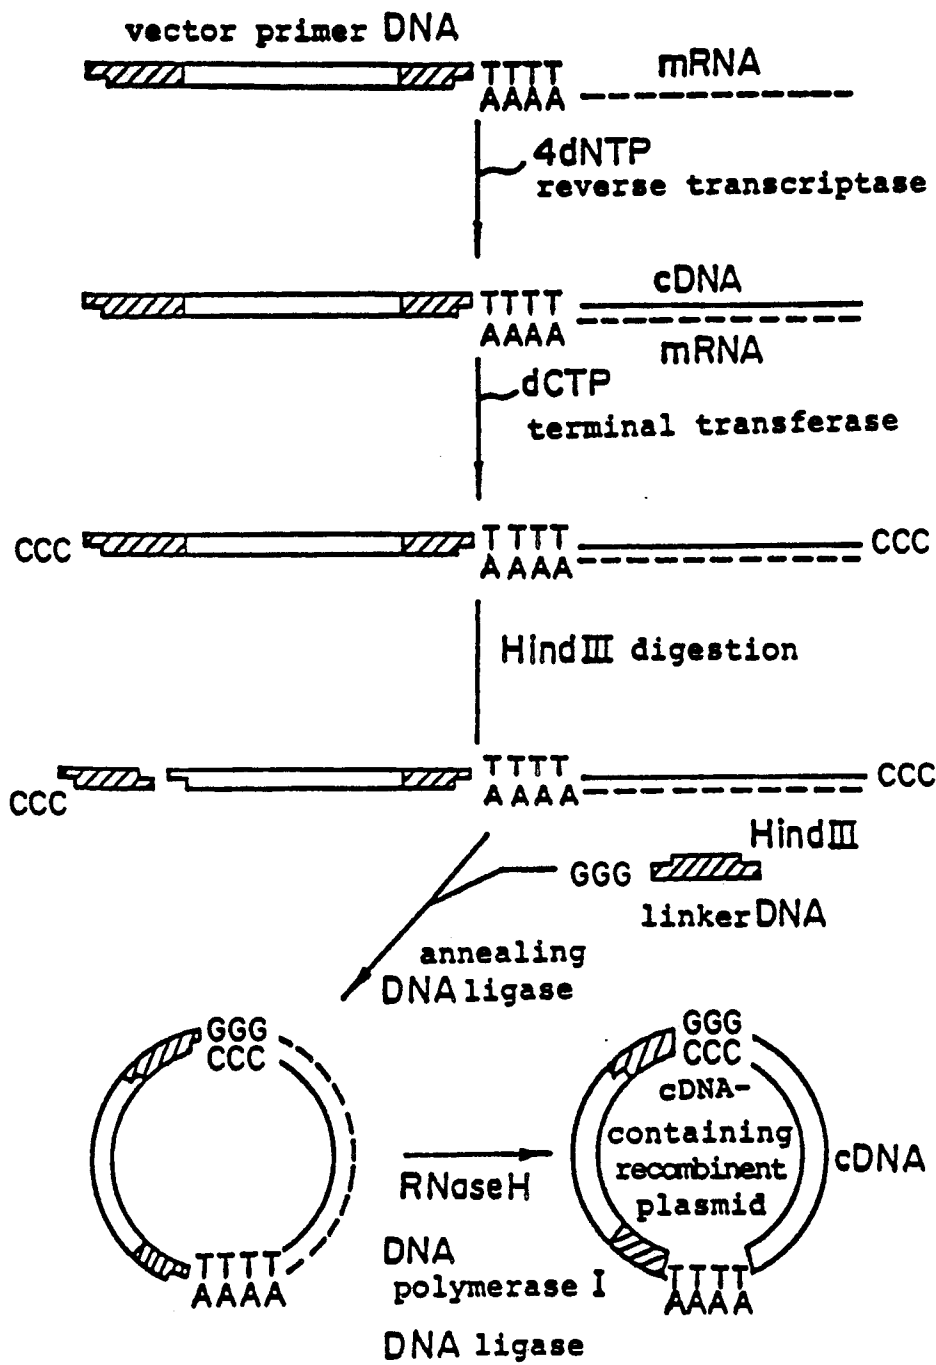 vector primer DNA
TTTT
mRNA
AAAA
4dNTP
reverse transcriptase
cDNA
TTTT
AAAA
mRNA
dCTP
terminal transferase
CCC
TTTT
CCC
AAAA
HindIII digestion
TTTT
CCC
CCC
AAAA
HindIII
GGG
linker DNA
annealing
DNA ligase
GGG
CCC
GGG
CCC
cDNA-
containing
recombinent
plasmid
cDNA
RNaseH
TTTT
AAAA
DNA
polymerase I
DNA ligase
TTTT
AAAA